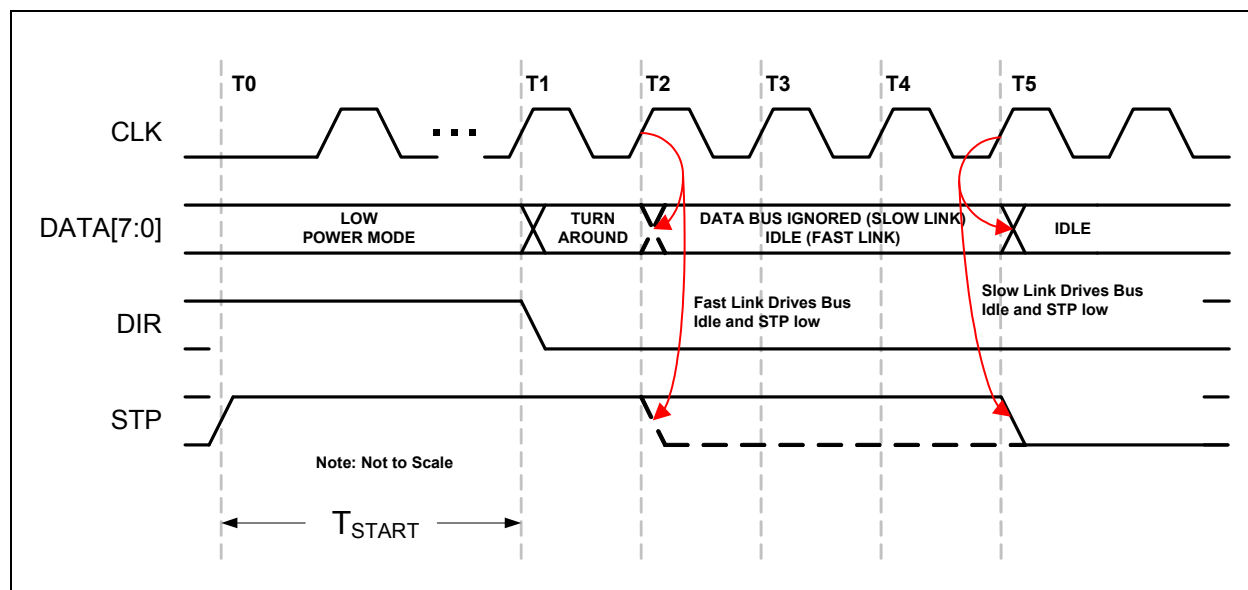 T0
T1
T2
T3
T4
T5
CLK
DATA[7:0]
LOW
POWER MODE
TURN
AROUND
DATA BUS IGNORED (SLOW LINK)
IDLE (FAST LINK)
IDLE
Fast Link Drives Bus
Idle and STP low
Slow Link Drives Bus
Idle and STP low
DIR
STP
Note: Not to Scale
TSTART